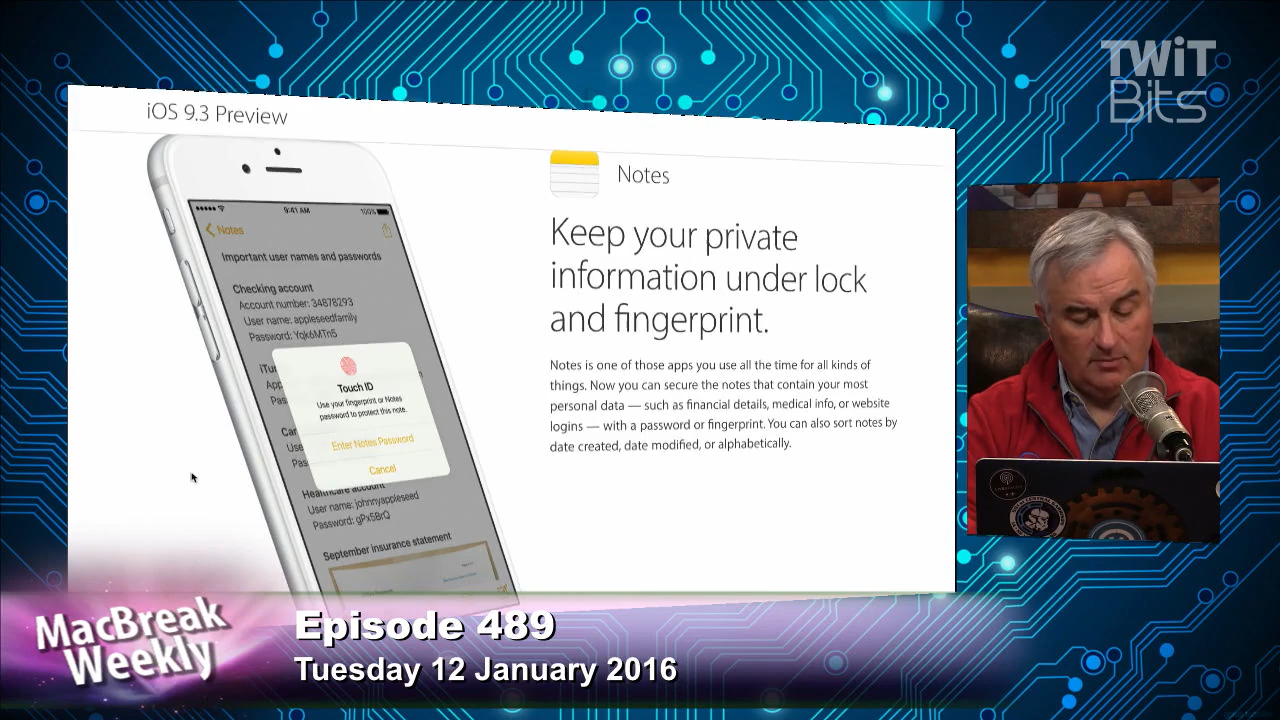 TWiT
Bits
iOS 9.3 Preview
9:41 AM
100%
Notes
Important user names and passwords
Checking account
Account number: 34878293
User name: appleseedfamily
Password: Yqk6MTn5
Touch ID
Use your fingerprint or Notes
password to protect this note.
Enter Notes Password
Cancel
Healthcare account
User name: johnnyappleseed
Password: gPx5BrQ
September insurance statement
Notes
Keep your private
information under lock
and fingerprint.
Notes is one of those apps you use all the time for all kinds of
things. Now you can secure the notes that contain your most
personal data — such as financial details, medical info, or website
logins — with a password or fingerprint. You can also sort notes by
date created, date modified, or alphabetically.
MacBreak
Weekly
Episode 489
Tuesday 12 January 2016